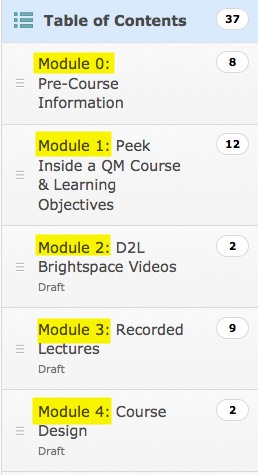 Table of Contents 37
Module 0: 8
Pre-Course
Information
Module 1: Peek 12
Inside a QM Course
& Learning
Objectives
Module 2: D2L 2
Brightspace Videos
Draft
Module 3: Recorded 9
Lectures
Draft
Module 4: Course 2
Design
Draft